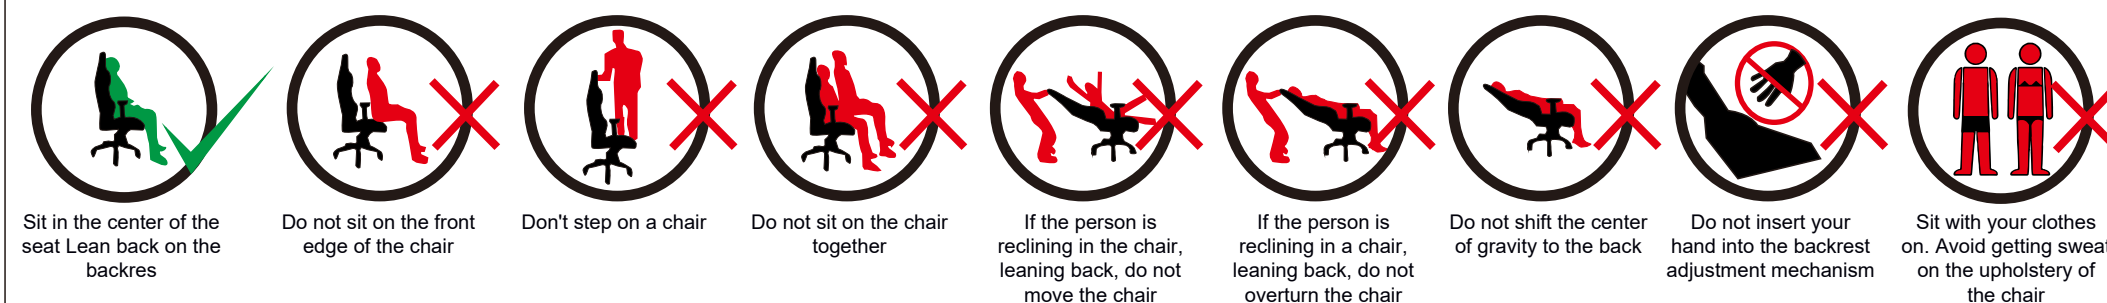 Sit in the center of the
seat Lean back on the
backres
Do not sit on the front
edge of the chair
Don't step on a chair
Do not sit on the chair
together
If the person is
reclining in the chair,
leaning back, do not
move the chair
If the person is
reclining in a chair,
leaning back, do not
overturn the chair
Do not shift the center
of gravity to the back
Do not insert your
hand into the backrest
adjustment mechanism
Sit with your clothes
on. Avoid getting sweat
on the upholstery of
the chair